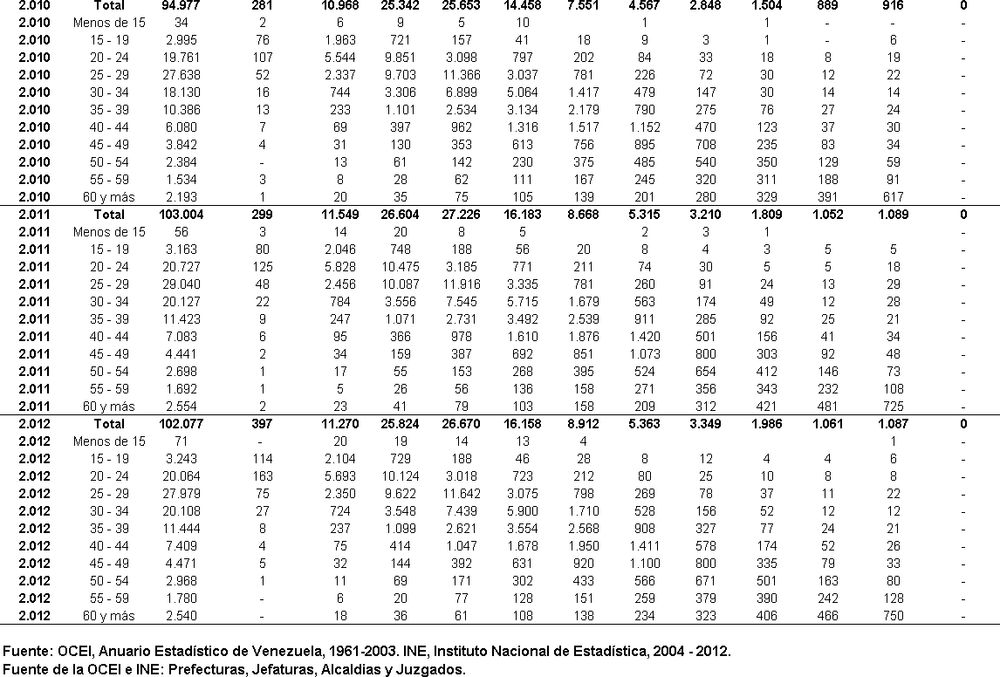 2.010 Total 94.977 281 10.968 25.342 25.653 14.458 7.551 4.567 2.848 1.504 889 916 0
2.010 Menos de 15 34 2 6 9 5 10 1 1 - - -
2.010 15 - 19 2.995 76 1.963 721 157 41 18 9 3 1 - 6 -
2.010 20 - 24 19.761 107 5.544 9.851 3.098 797 202 84 33 18 8 19 -
2.010 25 - 29 27.638 52 2.337 9.703 11.366 3.037 781 226 72 30 12 22 -
2.010 30 - 34 18.130 16 744 3.306 6.899 5.064 1.417 479 147 30 14 14 -
2.010 35 - 39 10.386 13 233 1.101 2.534 3.134 2.179 790 275 76 27 24 -
2.010 40 - 44 6.080 7 69 397 962 1.316 1.517 1.152 470 123 37 30 -
2.010 45 - 49 3.842 4 31 130 353 613 756 895 708 235 83 34 -
2.010 50 - 54 2.384 - 13 61 142 230 375 485 540 350 129 59 -
2.010 55 - 59 1.534 3 8 28 62 111 167 245 320 311 188 91 -
2.010 60 y más 2.193 1 20 35 75 105 139 201 280 329 391 617 -
2.011 Total 103.004 299 11.549 26.604 27.226 16.183 8.668 5.315 3.210 1.809 1.052 1.089 0
2.011 Menos de 15 56 3 14 20 8 5 2 3 1 -
2.011 15 - 19 3.163 80 2.046 748 188 56 20 8 4 3 5 5 -
2.011 20 - 24 20.727 125 5.828 10.475 3.185 771 211 74 30 5 5 18 -
2.011 25 - 29 29.040 48 2.456 10.087 11.916 3.335 781 260 91 24 13 29 -
2.011 30 - 34 20.127 22 784 3.556 7.545 5.715 1.679 563 174 49 12 28 -
2.011 35 - 39 11.423 9 247 1.071 2.731 3.492 2.539 911 285 92 25 21 -
2.011 40 - 44 7.083 6 95 366 978 1.610 1.876 1.420 501 156 41 34 -
2.011 45 - 49 4.441 2 34 159 387 692 851 1.073 800 303 92 48 -
2.011 50 - 54 2.698 1 17 55 153 268 395 524 654 412 146 73 -
2.011 55 - 59 1.692 1 5 26 56 136 158 271 356 343 232 108 -
2.011 60 y más 2.554 2 23 41 79 103 158 209 312 421 481 725 -
2.012 Total 102.077 397 11.270 25.824 26.670 16.158 8.912 5.363 3.349 1.986 1.061 1.087 0
2.012 Menos de 15 71 - 20 19 14 13 4 1 -
2.012 15 - 19 3.243 114 2.104 729 188 46 28 8 12 4 4 6 -
2.012 20 - 24 20.064 163 5.693 10.124 3.018 723 212 80 25 10 8 8 -
2.012 25 - 29 27.979 75 2.350 9.622 11.642 3.075 798 269 78 37 11 22 -
2.012 30 - 34 20.108 27 724 3.548 7.439 5.900 1.710 528 156 52 12 12 -
2.012 35 - 39 11.444 8 237 1.099 2.621 3.554 2.568 908 327 77 24 21 -
2.012 40 - 44 7.409 4 75 414 1.047 1.678 1.950 1.411 578 174 52 26 -
2.012 45 - 49 4.471 5 32 144 392 631 920 1.100 800 335 79 33 -
2.012 50 - 54 2.968 1 11 69 171 302 433 566 671 501 163 80 -
2.012 55 - 59 1.780 - 6 20 77 128 151 259 379 390 242 128 -
2.012 60 y más 2.540 - 18 36 61 108 138 234 323 406 466 750 -
Fuente: OCEI, Anuario Estadístico de Venezuela, 1961-2003. INE, Instituto Nacional de Estadística, 2004 - 2012.
Fuente de la OCEI e INE: Prefecturas, Jefaturas, Alcaldias y Juzgados.